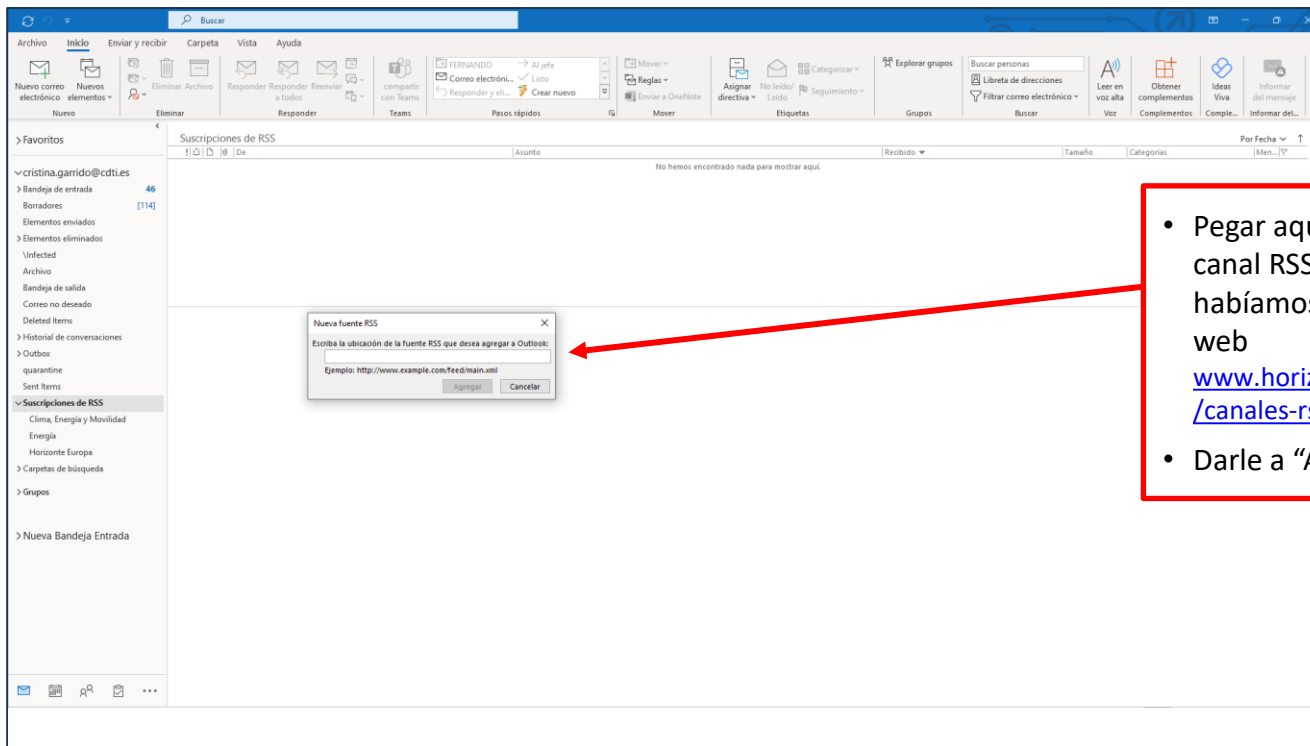 Buscar
Archivo Inicio Enviar y recibir Carpeta Vista Ayuda
Nuevo correo electrónico
Nuevos elementos
Eliminar Archivo
Responder Responder a todos Reenviar
compartir con Teams
FERNANDO
Al jefe
Correo electróni...
Listo
Responder y eli...
Crear nuevo
Mover
Reglas
Enviar a OneNote
Asignar directiva
No leído/ Leído
Categorizar
Seguimiento
Explorar grupos
Buscar personas
Libreta de direcciones
Filtrar correo electrónico
Leer en voz alta
Obtener complementos
Ideas Viva
Informar del mensaje
Nuevo Eliminar Responder Teams Pasos rápidos Mover Etiquetas Grupos Buscar Voz Complementos Comple... Informar del...
Favoritos
cristina.garrido@cdti.es
Bandeja de entrada 46
Borradores [114]
Elementos enviados
Elementos eliminados
\Infected
Archivo
Bandeja de salida
Correo no deseado
Deleted Items
Historial de conversaciones
Outbox
quarantine
Sent Items
Suscripciones de RSS
Clima, Energía y Movilidad
Energía
Horizonte Europa
Carpetas de búsqueda
Grupos
Nueva Bandeja Entrada
Suscripciones de RSS
Por Fecha
De Asunto Recibido Tamaño Categorías Men...
No hemos encontrado nada para mostrar aquí.
Nueva fuente RSS
Escriba la ubicación de la fuente RSS que desea agregar a Outlook:
Ejemplo: http://www.example.com/feed/main.xml
Agregar Cancelar
• Pegar aqu
canal RSS
habíamos
web
www.horiz
/canales-rs
• Darle a “A